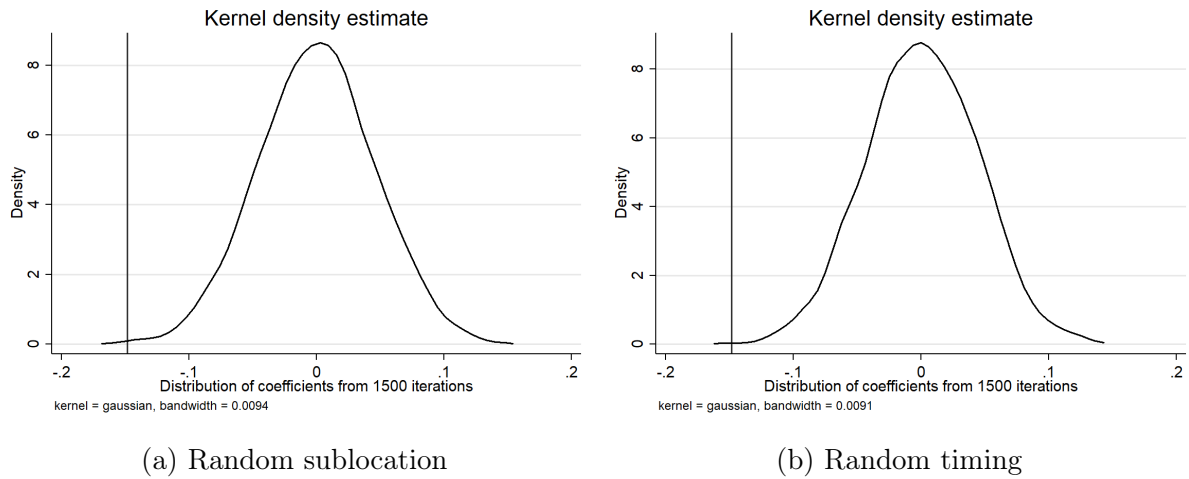 Kernel density estimate
Density
8
6
4
2
0
-.2 -.1 0 .1 .2
Distribution of coefficients from 1500 iterations
kernel = gaussian, bandwidth = 0.0094
(a) Random sublocation
Kernel density estimate
Density
8
6
4
2
0
-.2 -.1 0 .1 .2
Distribution of coefficients from 1500 iterations
kernel = gaussian, bandwidth = 0.0091
(b) Random timing